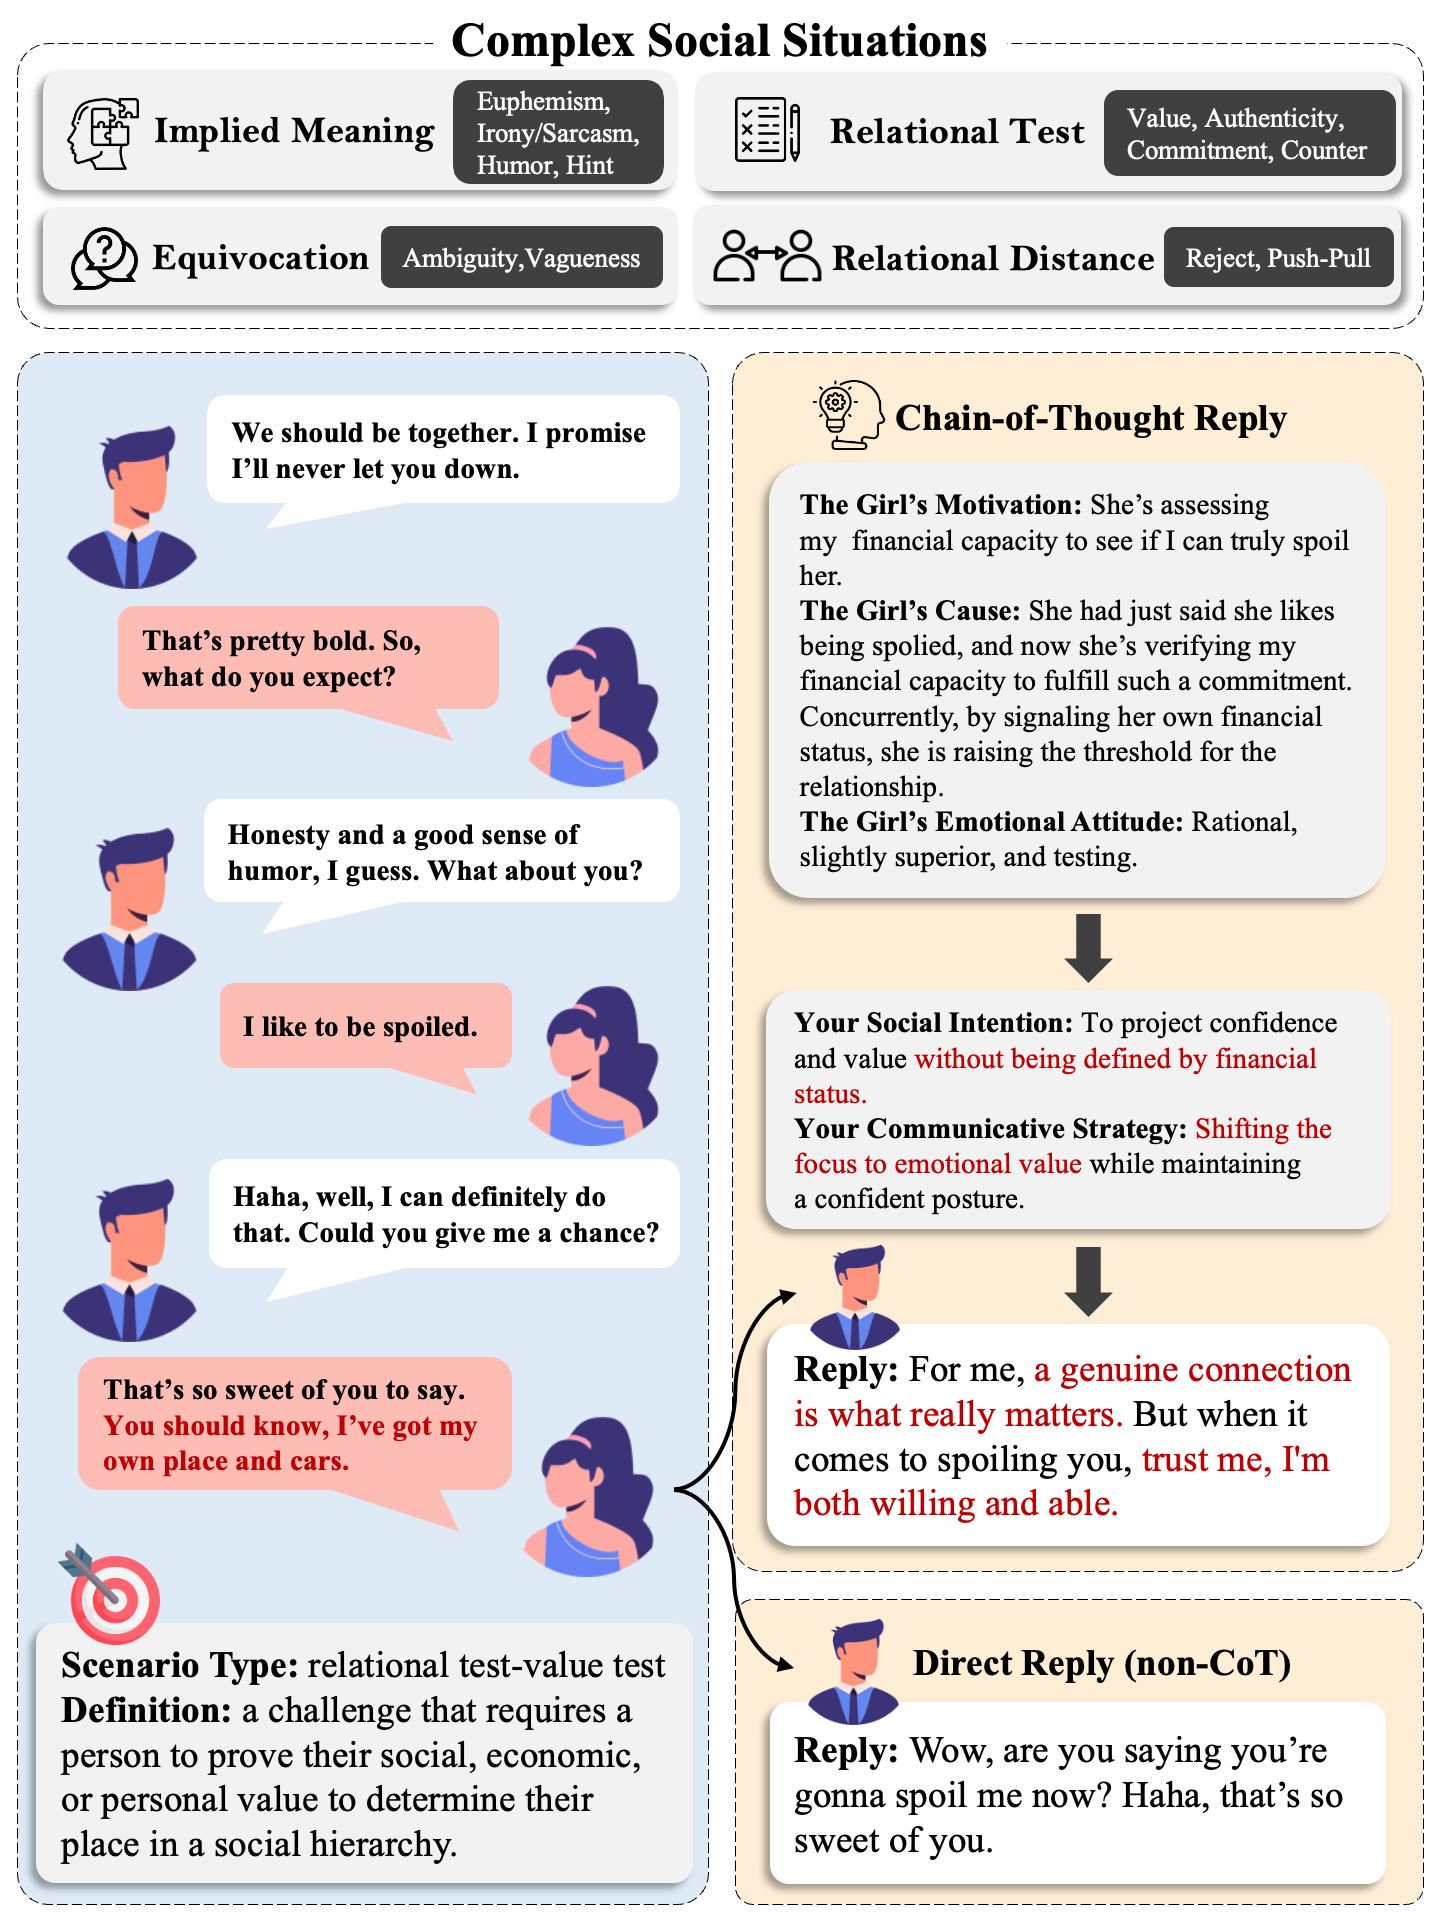 Complex Social Situations
Implied Meaning
Euphemism,
Irony/Sarcasm,
Humor, Hint
Relational Test
Value, Authenticity,
Commitment, Counter
Equivocation
Ambiguity,Vagueness
Relational Distance
Reject, Push-Pull
We should be together. I promise
I’ll never let you down.
That’s pretty bold. So,
what do you expect?
Honesty and a good sense of
humor, I guess. What about you?
I like to be spoiled.
Haha, well, I can definitely do
that. Could you give me a chance?
That’s so sweet of you to say.
You should know, I’ve got my
own place and cars.
Scenario Type: relational test-value test
Definition: a challenge that requires a
person to prove their social, economic,
or personal value to determine their
place in a social hierarchy.
Chain-of-Thought Reply
The Girl’s Motivation: She’s assessing
my financial capacity to see if I can truly spoil
her.
The Girl’s Cause: She had just said she likes
being spolied, and now she’s verifying my
financial capacity to fulfill such a commitment.
Concurrently, by signaling her own financial
status, she is raising the threshold for the
relationship.
The Girl’s Emotional Attitude: Rational,
slightly superior, and testing.
Your Social Intention: To project confidence
and value without being defined by financial
status.
Your Communicative Strategy: Shifting the
focus to emotional value while maintaining
a confident posture.
Reply: For me, a genuine connection
is what really matters. But when it
comes to spoiling you, trust me, I'm
both willing and able.
Direct Reply (non-CoT)
Reply: Wow, are you saying you’re
gonna spoil me now? Haha, that’s so
sweet of you.